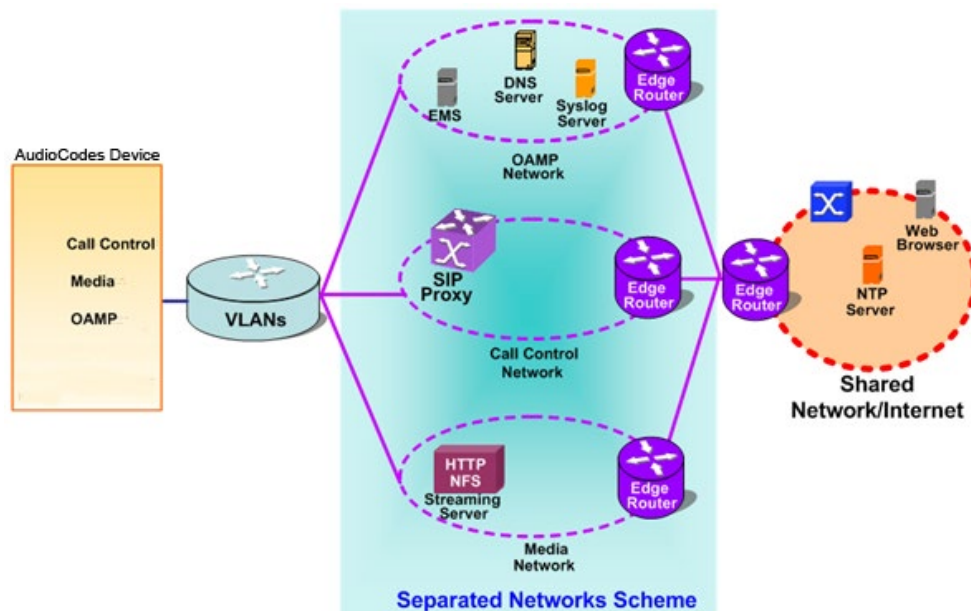 AudioCodes Device
Call Control
Media
OAMP
VLANs
EMS
DNS
Server
Syslog
Server
Edge
Router
OAMP
Network
SIP
Proxy
Edge
Router
Call Control
Network
HTTP
NFS
Streaming
Server
Edge
Router
Media
Network
Separated Networks Scheme
Edge
Router
Web
Browser
NTP
Server
Shared
Network/Internet